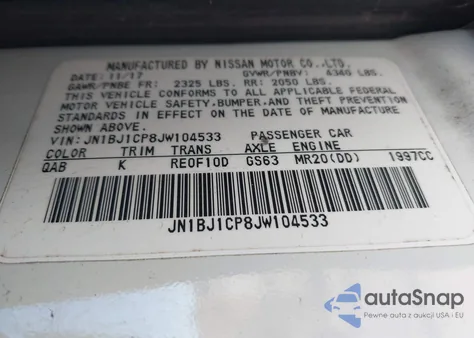 MANUFACTURED BY NISSAN MOTOR CO.,LTD.
DATE: 11/17 GVWR/PNBV: 4340 LBS.
GAWR/PNBE FR: 2325 LBS. RR: 2050 LBS.
THIS VEHICLE CONFORMS TO ALL APPLICABLE FEDERAL
MOTOR VEHICLE SAFETY,BUMPER,AND THEFT PREVENTION
STANDARDS IN EFFECT ON THE DATE OF MANUFACTURE
SHOWN ABOVE.
VIN: JN1BJ1CP8JW104533 PASSENGER CAR
COLOR TRIM TRANS AXLE ENGINE
QAB K RE0F10D GS63 MR20(DD) 1997CC
JN1BJ1CP8JW104533
autoSnap
Pewne auta z aukcji USA i EU